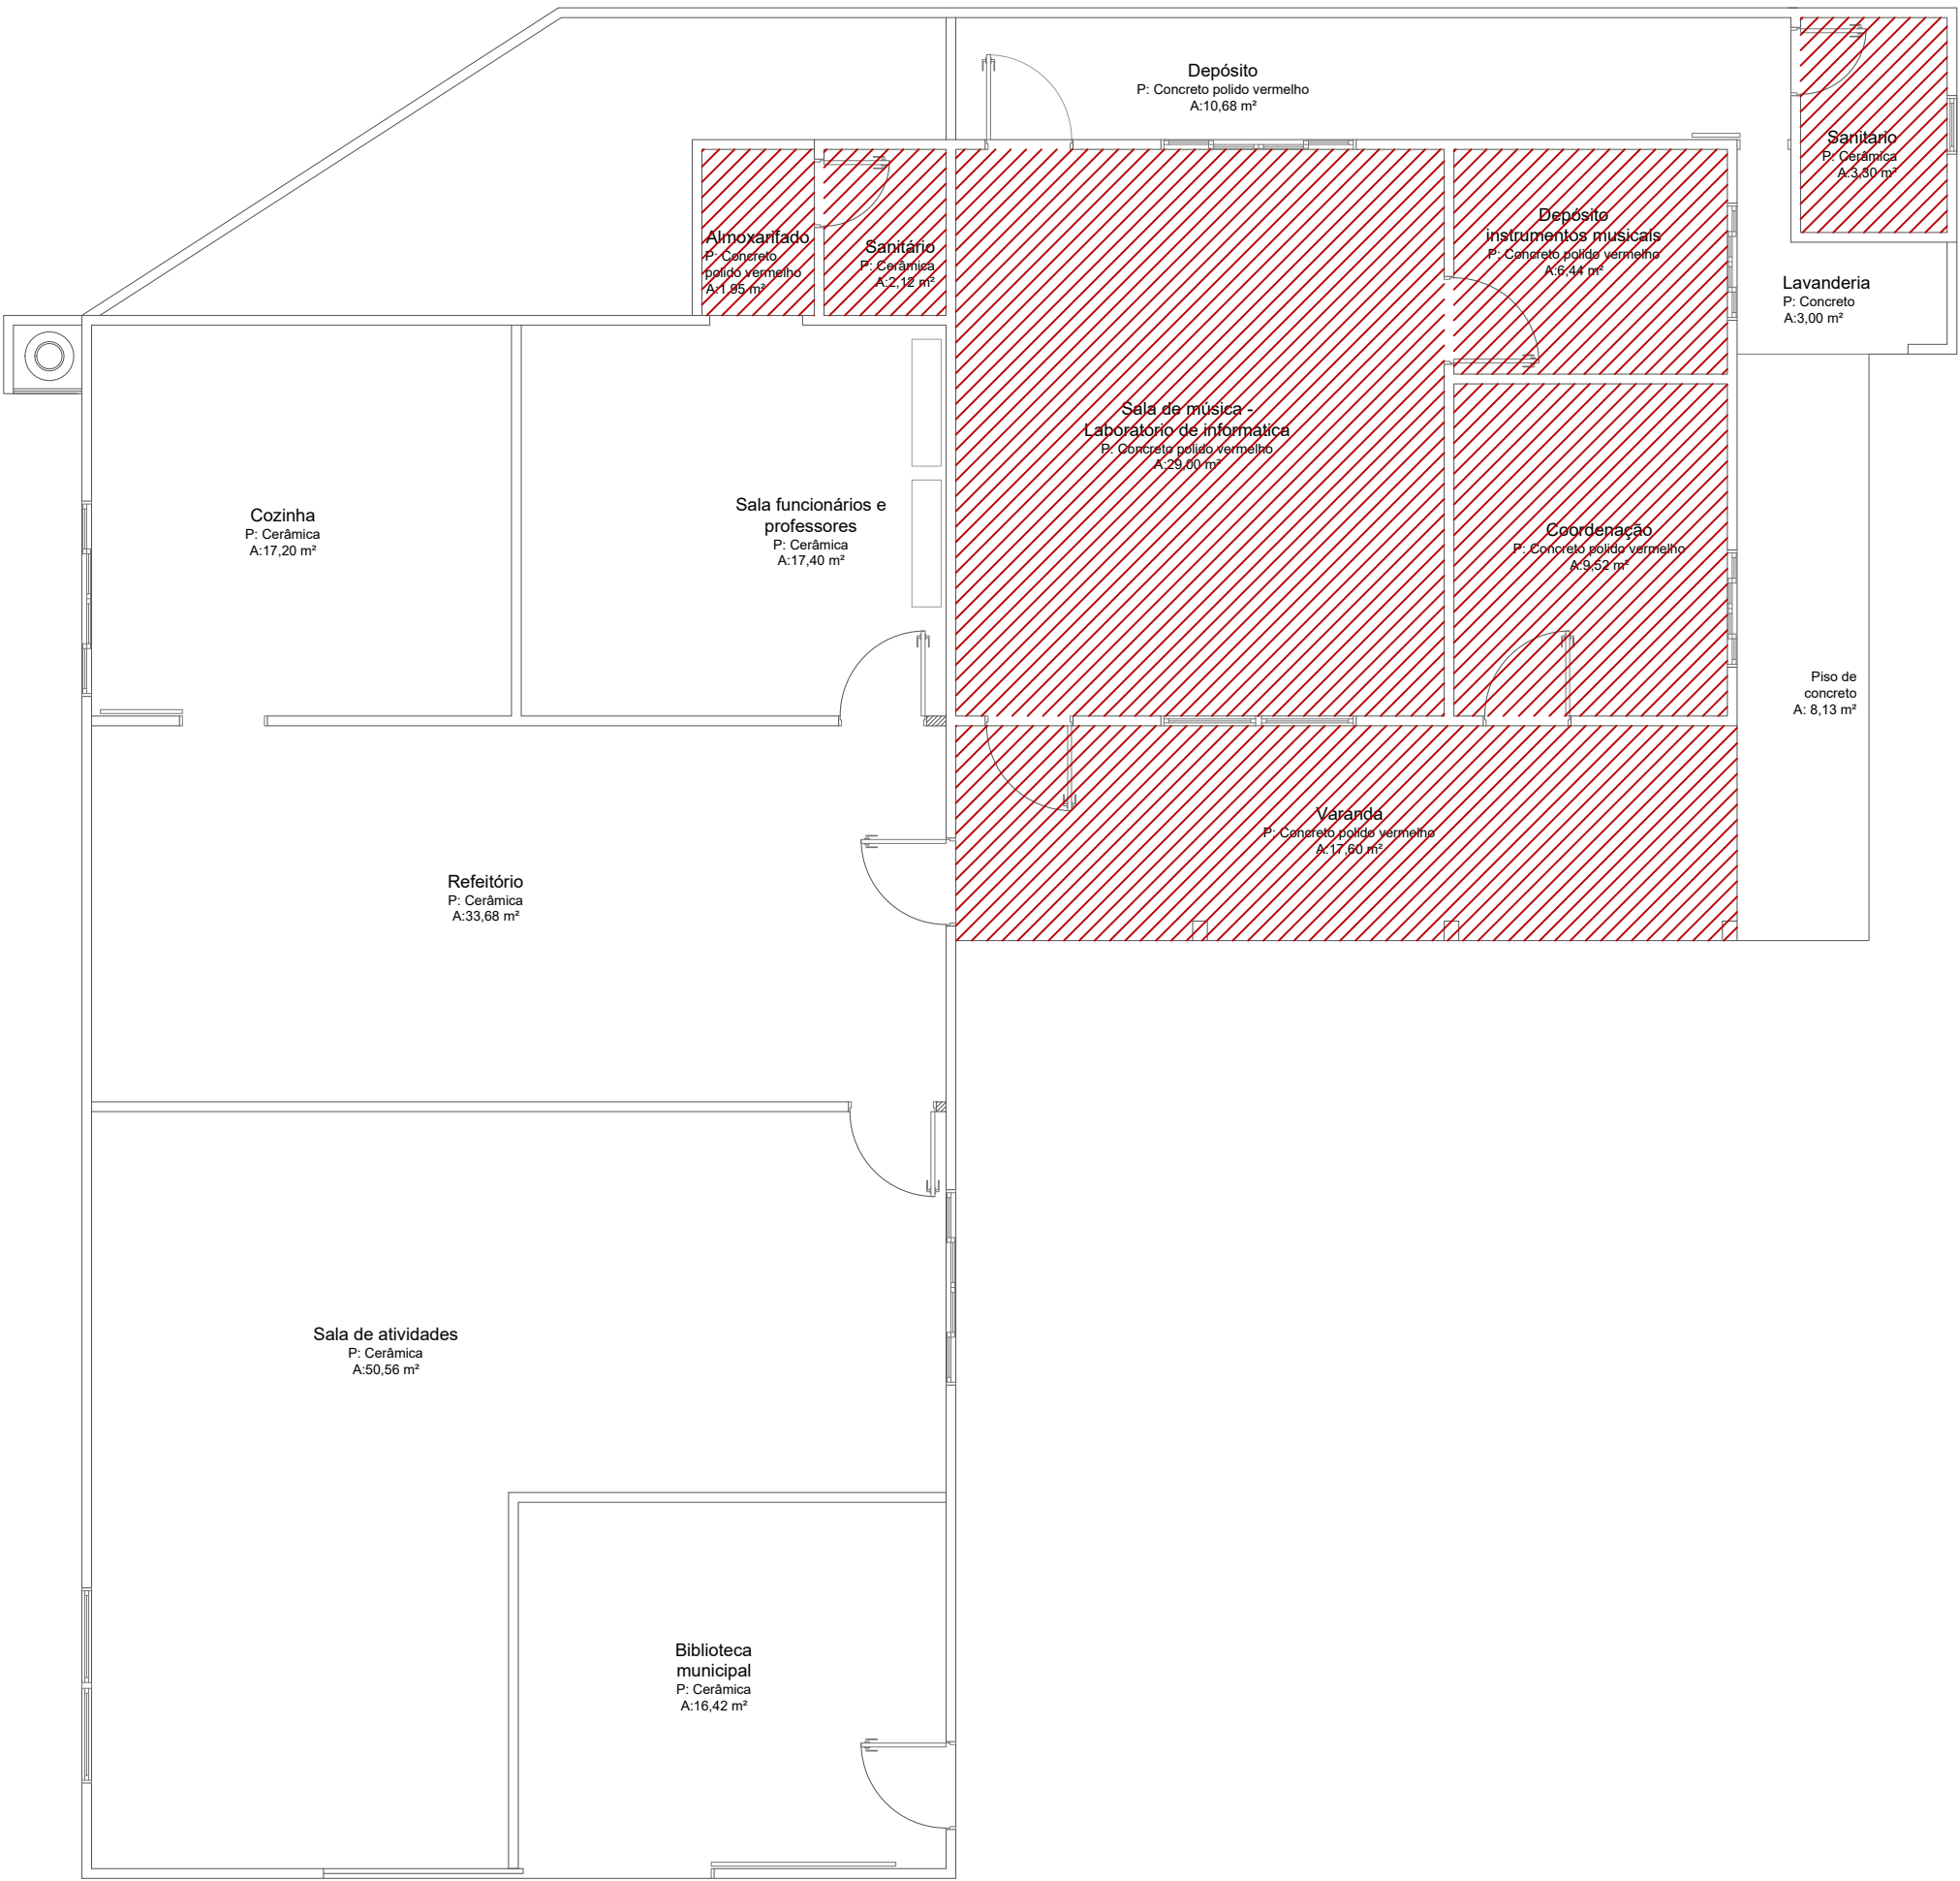 Depósito
P: Concreto polido vermelho
A:10,68 m²
Sanitário
P: Cerâmica
A:3,30 m²
Almoxarifado
P: Concreto
polido vermelho
A:1,95 m²
Sanitário
P: Cerâmica
A:2,12 m²
Depósito
instrumentos musicais
P: Concreto polido vermelho
A:6,44 m²
Lavanderia
P: Concreto
A:3,00 m²
Sala de música -
Laboratório de informática
P: Concreto polido vermelho
A:29,00 m²
Cozinha
P: Cerâmica
A:17,20 m²
Sala funcionários e
professores
P: Cerâmica
A:17,40 m²
Coordenação
P: Concreto polido vermelho
A:9,52 m²
Piso de
concreto
A: 8,13 m²
Varanda
P: Concreto polido vermelho
A:17,60 m²
Refeitório
P: Cerâmica
A:33,68 m²
Sala de atividades
P: Cerâmica
A:50,56 m²
Biblioteca
municipal
P: Cerâmica
A:16,42 m²